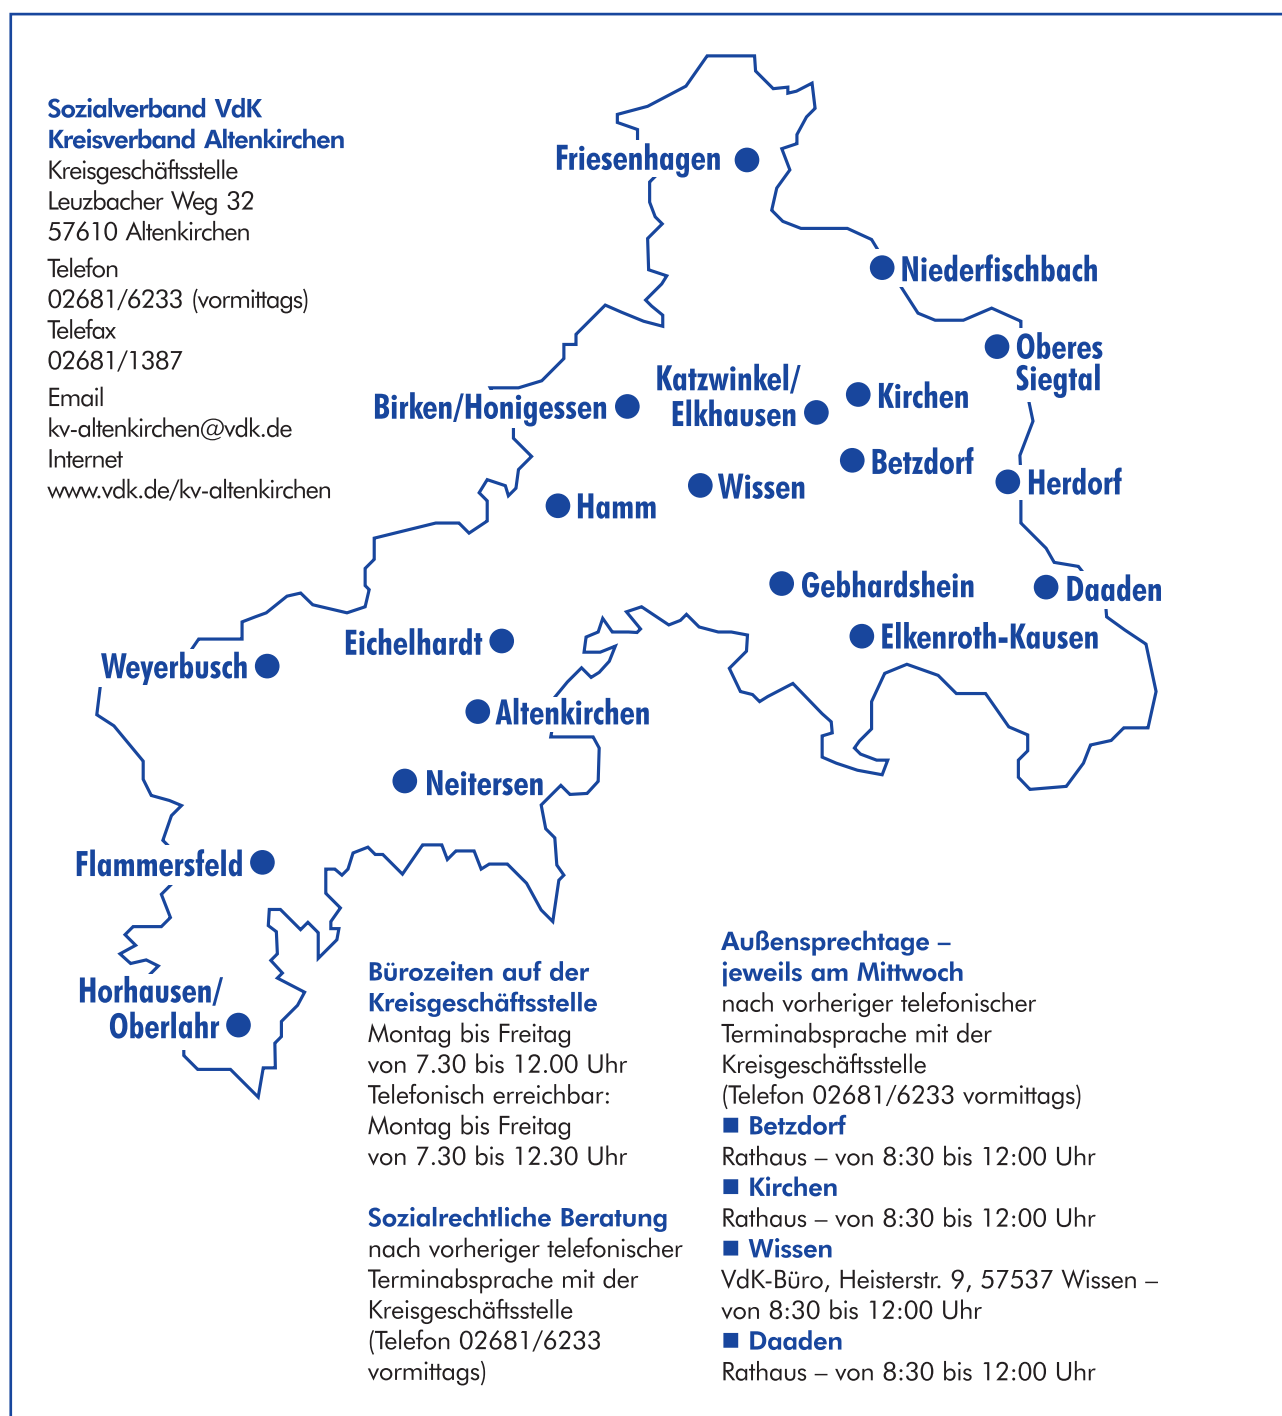 Sozialverband VdK
Kreisverband Altenkirchen
Kreisgeschäftsstelle
Leuzbacher Weg 32
57610 Altenkirchen
Telefon
02681/6233 (vormittags)
Telefax
02681/1387
Email
kv-altenkirchen@vdk.de
Internet
www.vdk.de/kv-altenkirchen
Friesenhagen
Niederfischbach
Oberes
Siegtal
Katzwinkel/
Elkhausen
Kirchen
Birken/Honigessen
Betzdorf
Wissen
Herdorf
Hamm
Gebhardshein
Daaden
Eichelhardt
Elkenroth-Kausen
Weyerbusch
Altenkirchen
Neitersen
Flammersfeld
Horhausen/
Oberlahr
Bürozeiten auf der
Kreisgeschäftsstelle
Montag bis Freitag
von 7.30 bis 12.00 Uhr
Telefonisch erreichbar:
Montag bis Freitag
von 7.30 bis 12.30 Uhr
Sozialrechtliche Beratung
nach vorheriger telefonischer
Terminabsprache mit der
Kreisgeschäftsstelle
(Telefon 02681/6233
vormittags)
Außensprechtage –
jeweils am Mittwoch
nach vorheriger telefonischer
Terminabsprache mit der
Kreisgeschäftsstelle
(Telefon 02681/6233 vormittags)
■ Betzdorf
Rathaus – von 8:30 bis 12:00 Uhr
■ Kirchen
Rathaus – von 8:30 bis 12:00 Uhr
■ Wissen
VdK-Büro, Heisterstr. 9, 57537 Wissen –
von 8:30 bis 12:00 Uhr
■ Daaden
Rathaus – von 8:30 bis 12:00 Uhr